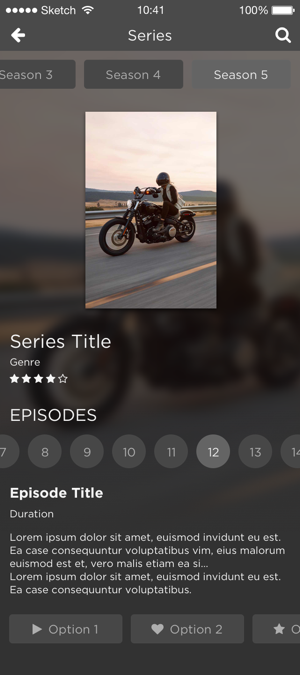 Sketch 10:41 100%
Series
Season 3 Season 4 Season 5
Series Title
Genre
EPISODES
7 8 9 10 11 12 13 14
Episode Title
Duration
Lorem ipsum dolor sit amet, euismod invidunt eu est.
Ea case consequuntur voluptatibus vim, eius malorum
euismod est et, vero malis etiam ea si...
Lorem ipsum dolor sit amet, euismod invidunt eu est.
Ea case consequuntur voluptatibus.
Option 1 Option 2 O